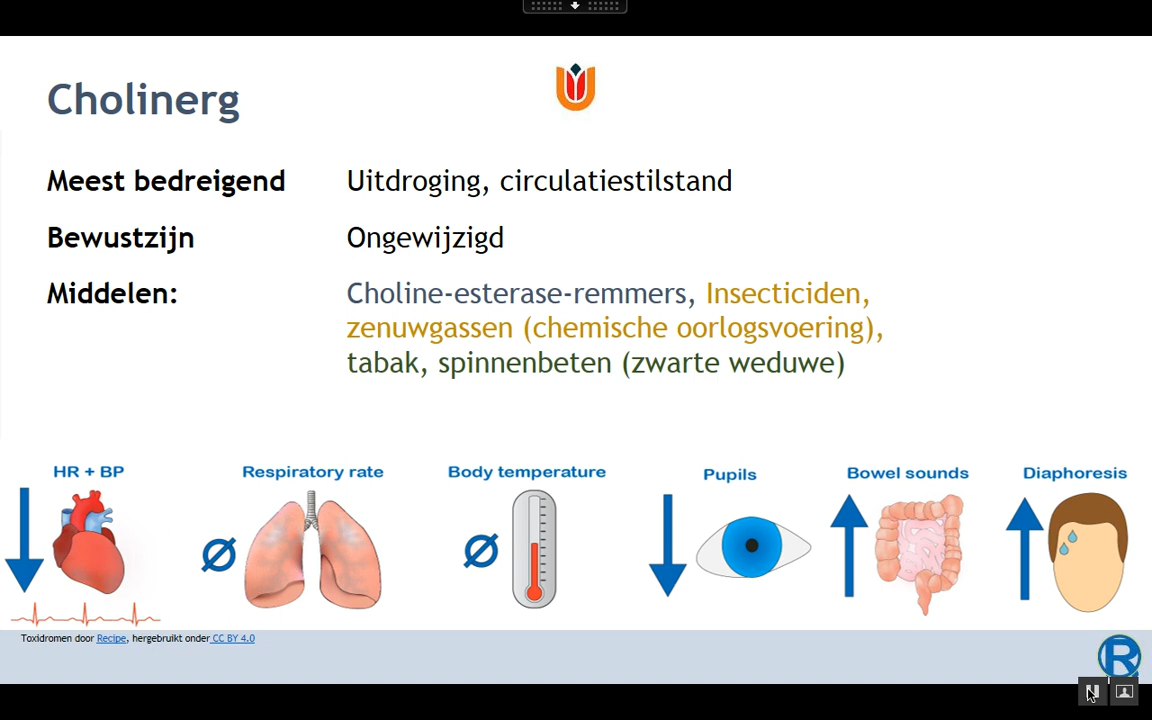 Cholinerg
Meest bedreigend Uitdroging, circulatiestilstand
Bewustzijn Ongewijzigd
Middelen: Choline-esterase-remmers, Insecticiden,
zenuwgassen (chemische oorlogsvoering),
tabak, spinnenbeten (zwarte weduwe)
HR + BP Respiratory rate Body temperature Pupils Bowel sounds Diaphoresis
Ø Ø
Toxidromen door Recipe, hergebruikt onder CC BY 4.0
R